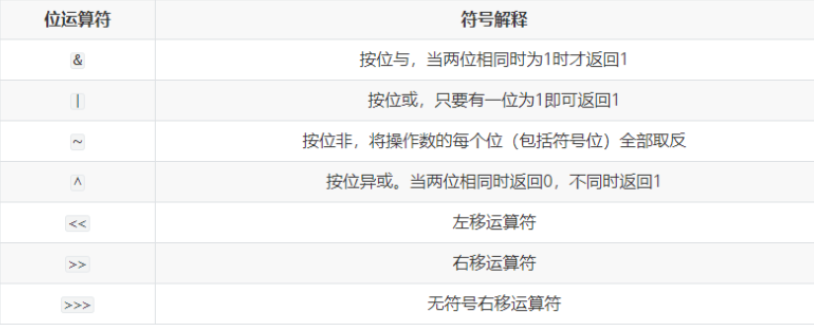 位运算符 符号解释
& 按位与，当两位相同时为1时才返回1
| 按位或，只要有一位为1即可返回1
~ 按位非，将操作数的每个位（包括符号位）全部取反
^ 按位异或。当两位相同时返回0，不同时返回1
<< 左移运算符
>> 右移运算符
>>> 无符号右移运算符